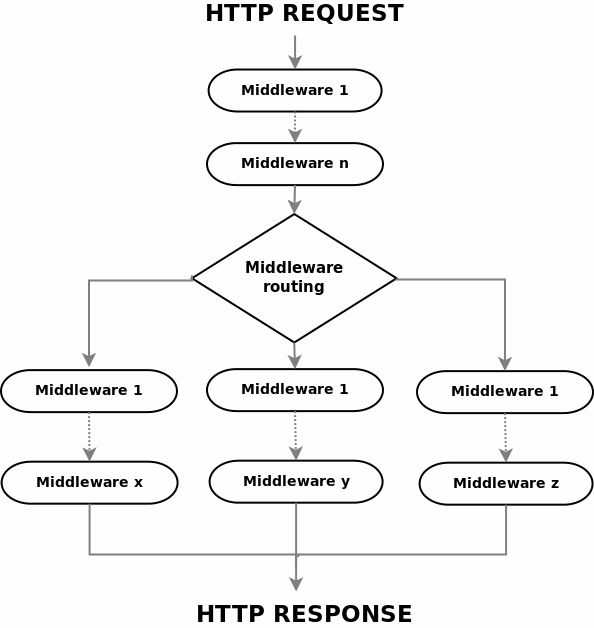 HTTP REQUEST
Middleware 1
Middleware n
Middleware
routing
Middleware 1
Middleware 1
Middleware 1
Middleware x
Middleware y
Middleware z
HTTP RESPONSE